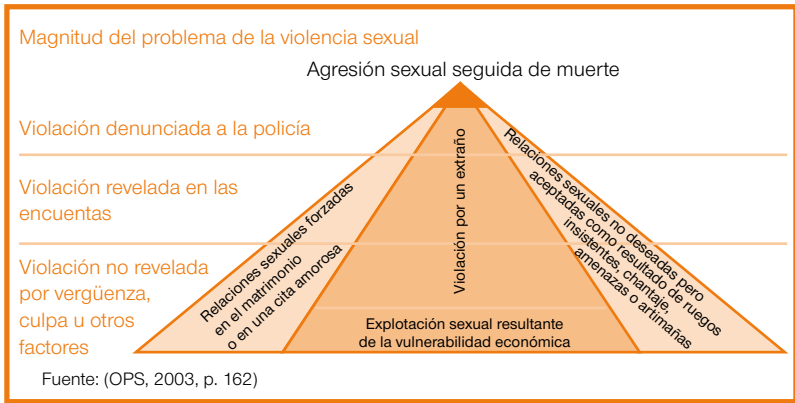 Magnitud del problema de la violencia sexual
Agresión sexual seguida de muerte
Violación denunciada a la policía
Violación revelada en las
encuentas
Violación no revelada
por vergüenza,
culpa u otros
factores
Relaciones sexuales forzadas
en el matrimonio
o en una cita amorosa
Violación por un extraño
Relaciones sexuales no deseadas pero
aceptadas como resultado de ruegos
insistentes, chantaje,
amenazas o artimañas
Explotación sexual resultante
de la vulnerabilidad económica
Fuente: (OPS, 2003, p. 162)